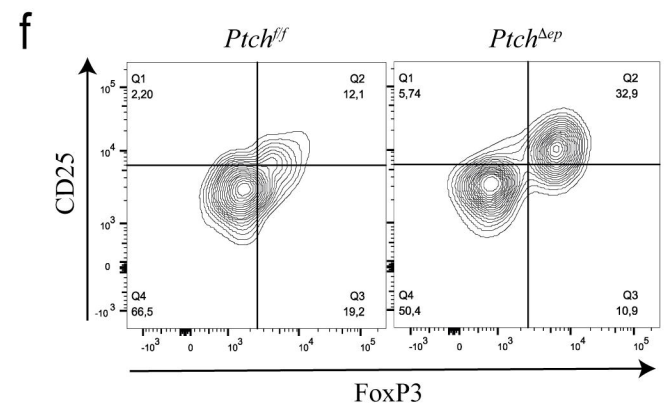 f
Ptch^f/f
Ptch^Δep
CD25
Q1
2,20
Q2
12,1
Q4
66,5
Q3
19,2
10^5
10^4
10^3
0
-10^3
-10^3 0 10^3 10^4 10^5
Q1
5,74
Q2
32,9
Q4
50,4
Q3
10,9
-10^3 0 10^3 10^4 10^5
FoxP3